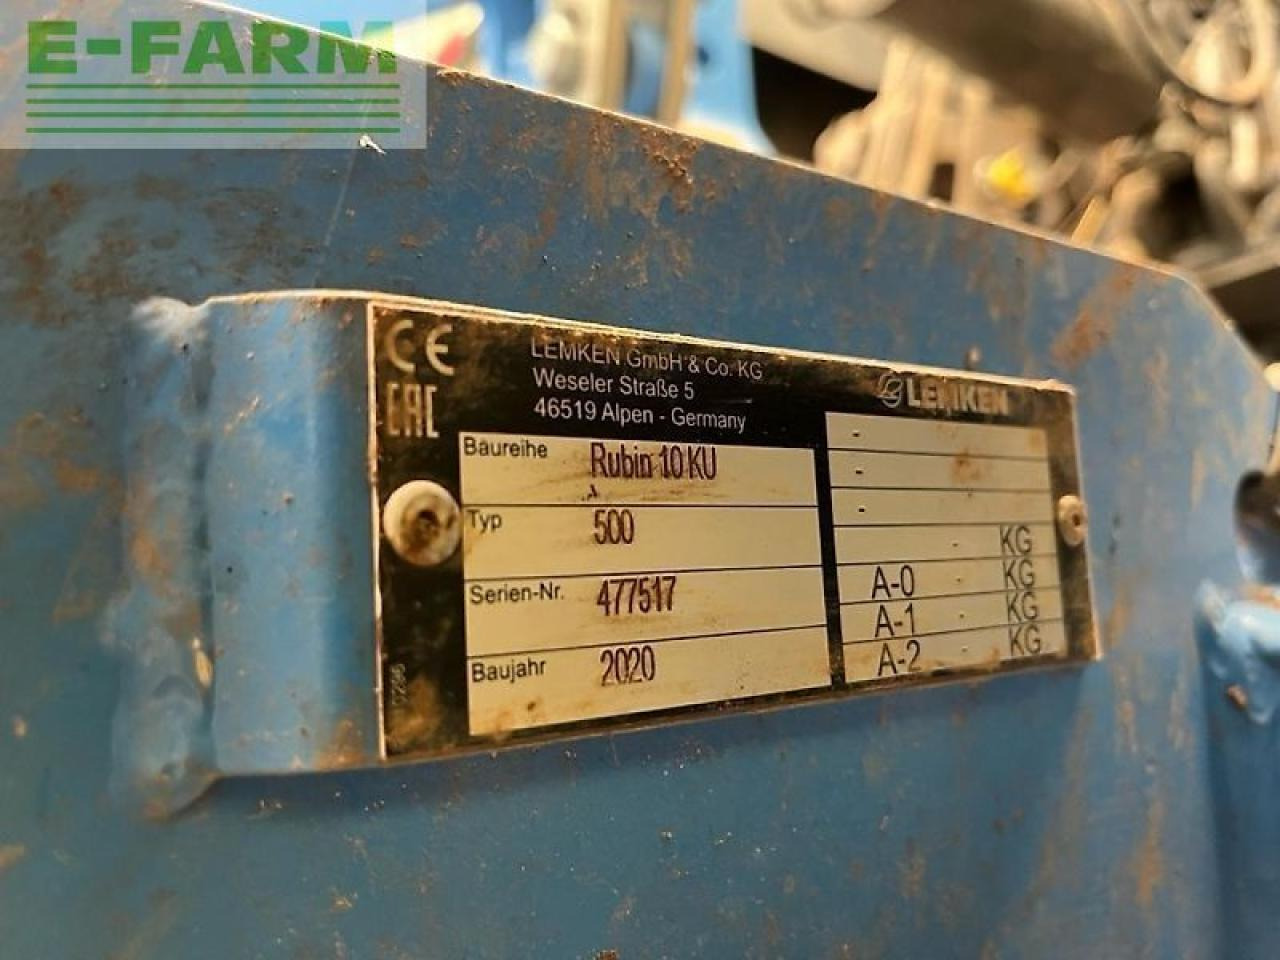 E-FARM
CE
EAC
LEMKEN GmbH & Co. KG
Weseler Straße 5
46519 Alpen - Germany
LEMKEN
Baureihe Rubin 10 KU
Typ 500
Serien-Nr. 477517
Baujahr 2020
-
-
-
- KG
A-0 - KG
A-1 - KG
A-2 - KG